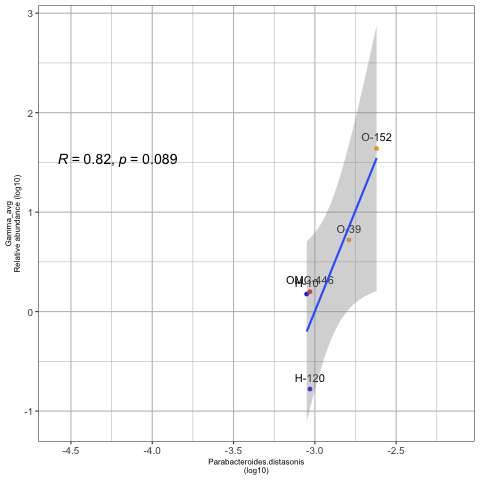 3
2
1
0
-1
Gamma_avg
Relative abundance (log10)
R = 0.82, p = 0.089
O-152
O-39
OMG-446
H-120
-4.5 -4.0 -3.5 -3.0 -2.5
Parabacteroides.distasonis
(log10)